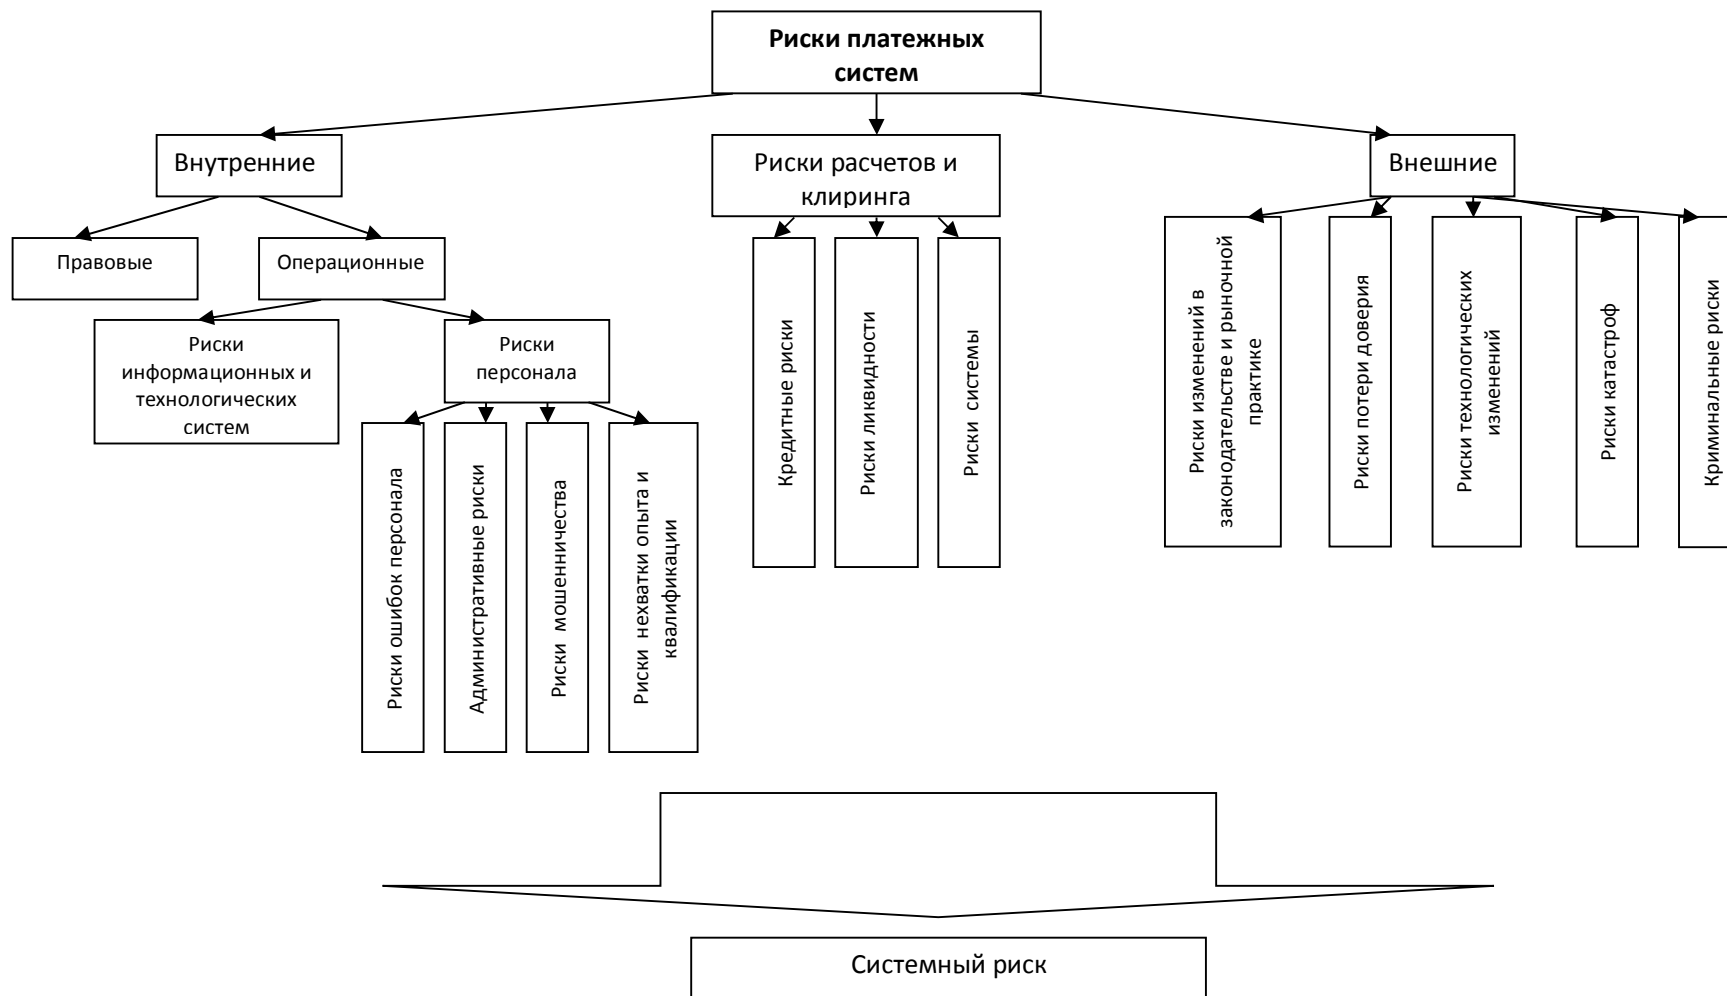 Риски платежных
систем
Внутренние
Риски расчетов и
клиринга
Внешние
Правовые
Операционные
Риски
информационных и
технологических
систем
Риски
персонала
Риски ошибок персонала
Административные риски
Риски мошенничества
Риски нехватки опыта и
квалификации
Кредитные риски
Риски ликвидности
Риски системы
Риски изменений в
законодательстве и рыночной
практике
Риски потери доверия
Риски технологических
изменений
Риски катастроф
Криминальные риски
Системный риск